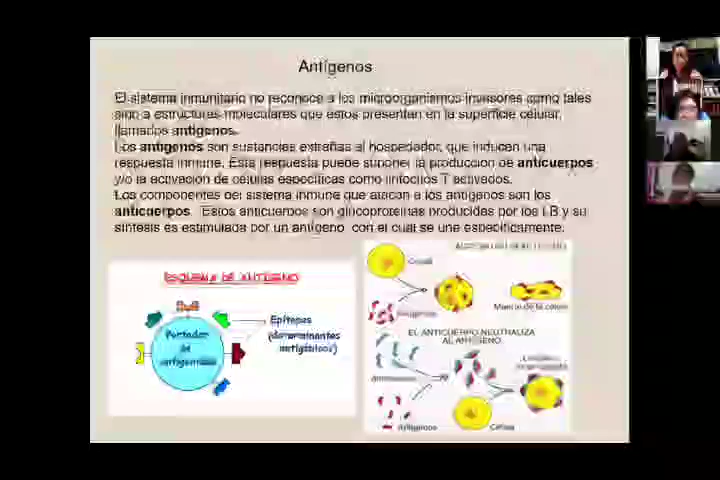 Antígenos
El sistema inmunitario no reconoce a los microorganismos invasores como tales
sino a estructuras moleculares que estos presentan en la superficie celular,
llamados antígenos.
Los antígenos son sustancias extrañas al hospedador, que inducen una
respuesta inmune. Esta respuesta puede suponer la producción de anticuerpos
y/o la activación de células específicas como linfocitos T activados.
Los componentes del sistema inmune que atacan a los antígenos son los
anticuerpos. Estos anticuerpos son glucoproteínas producidas por los LB y su
síntesis es estimulada por un antígeno con el cual se une específicamente.
ESQUEMA DE ANTÍGENO
Portador
de
antigenicidad
Epítopos
(determinantes
antigénicos)
Célula
Antígenos
Muerte de la célula
EL ANTICUERPO NEUTRALIZA
AL ANTÍGENO
Anticuerpos
Antígenos
Célula